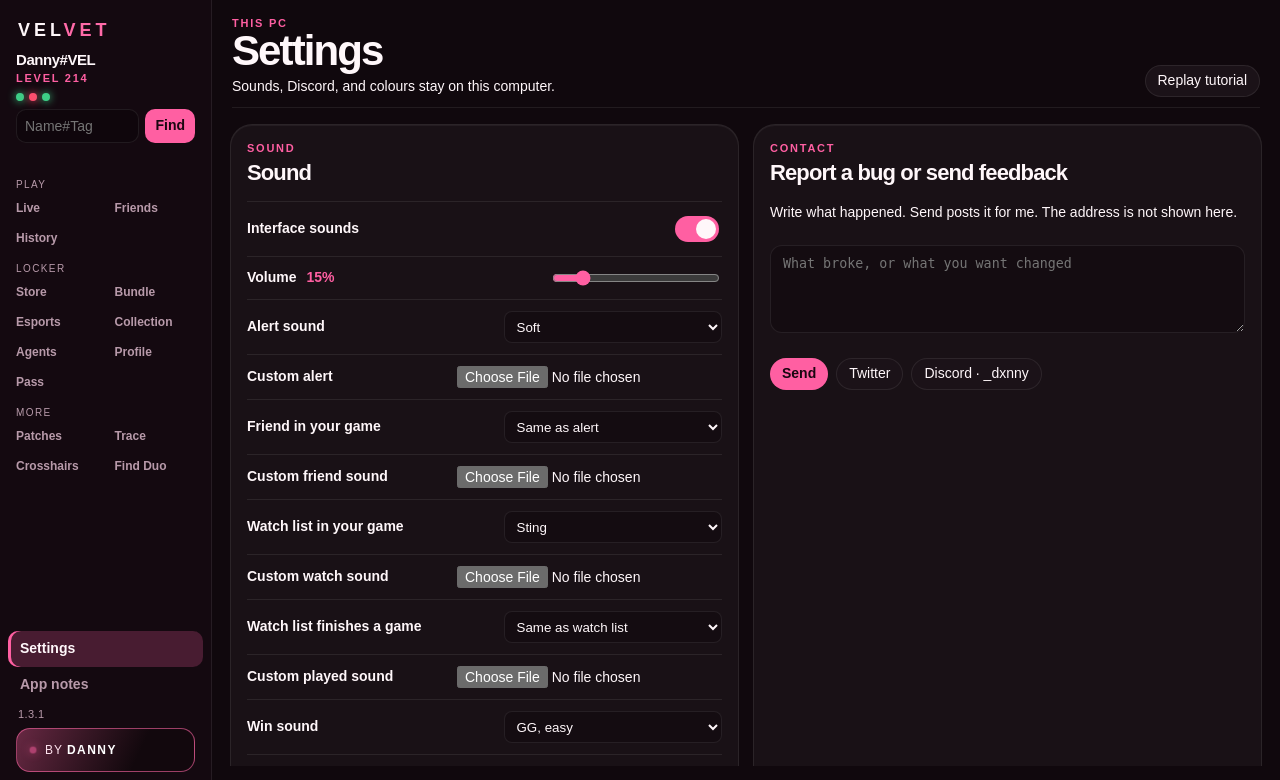 VELVET
Danny#VEL
LEVEL 214
Name#Tag
Find
PLAY
Live
Friends
History
LOCKER
Store
Bundle
Esports
Collection
Agents
Profile
Pass
MORE
Patches
Trace
Crosshairs
Find Duo
Settings
App notes
1.3.1
BY DANNY
THIS PC
Settings
Sounds, Discord, and colours stay on this computer.
Replay tutorial
SOUND
Sound
Interface sounds
Volume 15%
Alert sound
Soft
Custom alert
Choose File No file chosen
Friend in your game
Same as alert
Custom friend sound
Choose File No file chosen
Watch list in your game
Sting
Custom watch sound
Choose File No file chosen
Watch list finishes a game
Same as watch list
Custom played sound
Choose File No file chosen
Win sound
GG, easy
CONTACT
Report a bug or send feedback
Write what happened. Send posts it for me. The address is not shown here.
What broke, or what you want changed
Send
Twitter
Discord · _dxnny